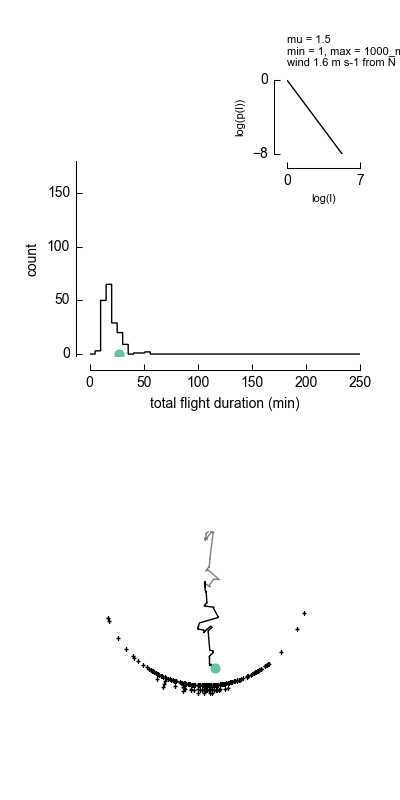 mu = 1.5
min = 1, max = 1000_m
wind 1.6 m s-1 from N
0
log(p(l))
−8
0
7
log(l)
150
100
50
0
count
0
50
100
150
200
250
total flight duration (min)